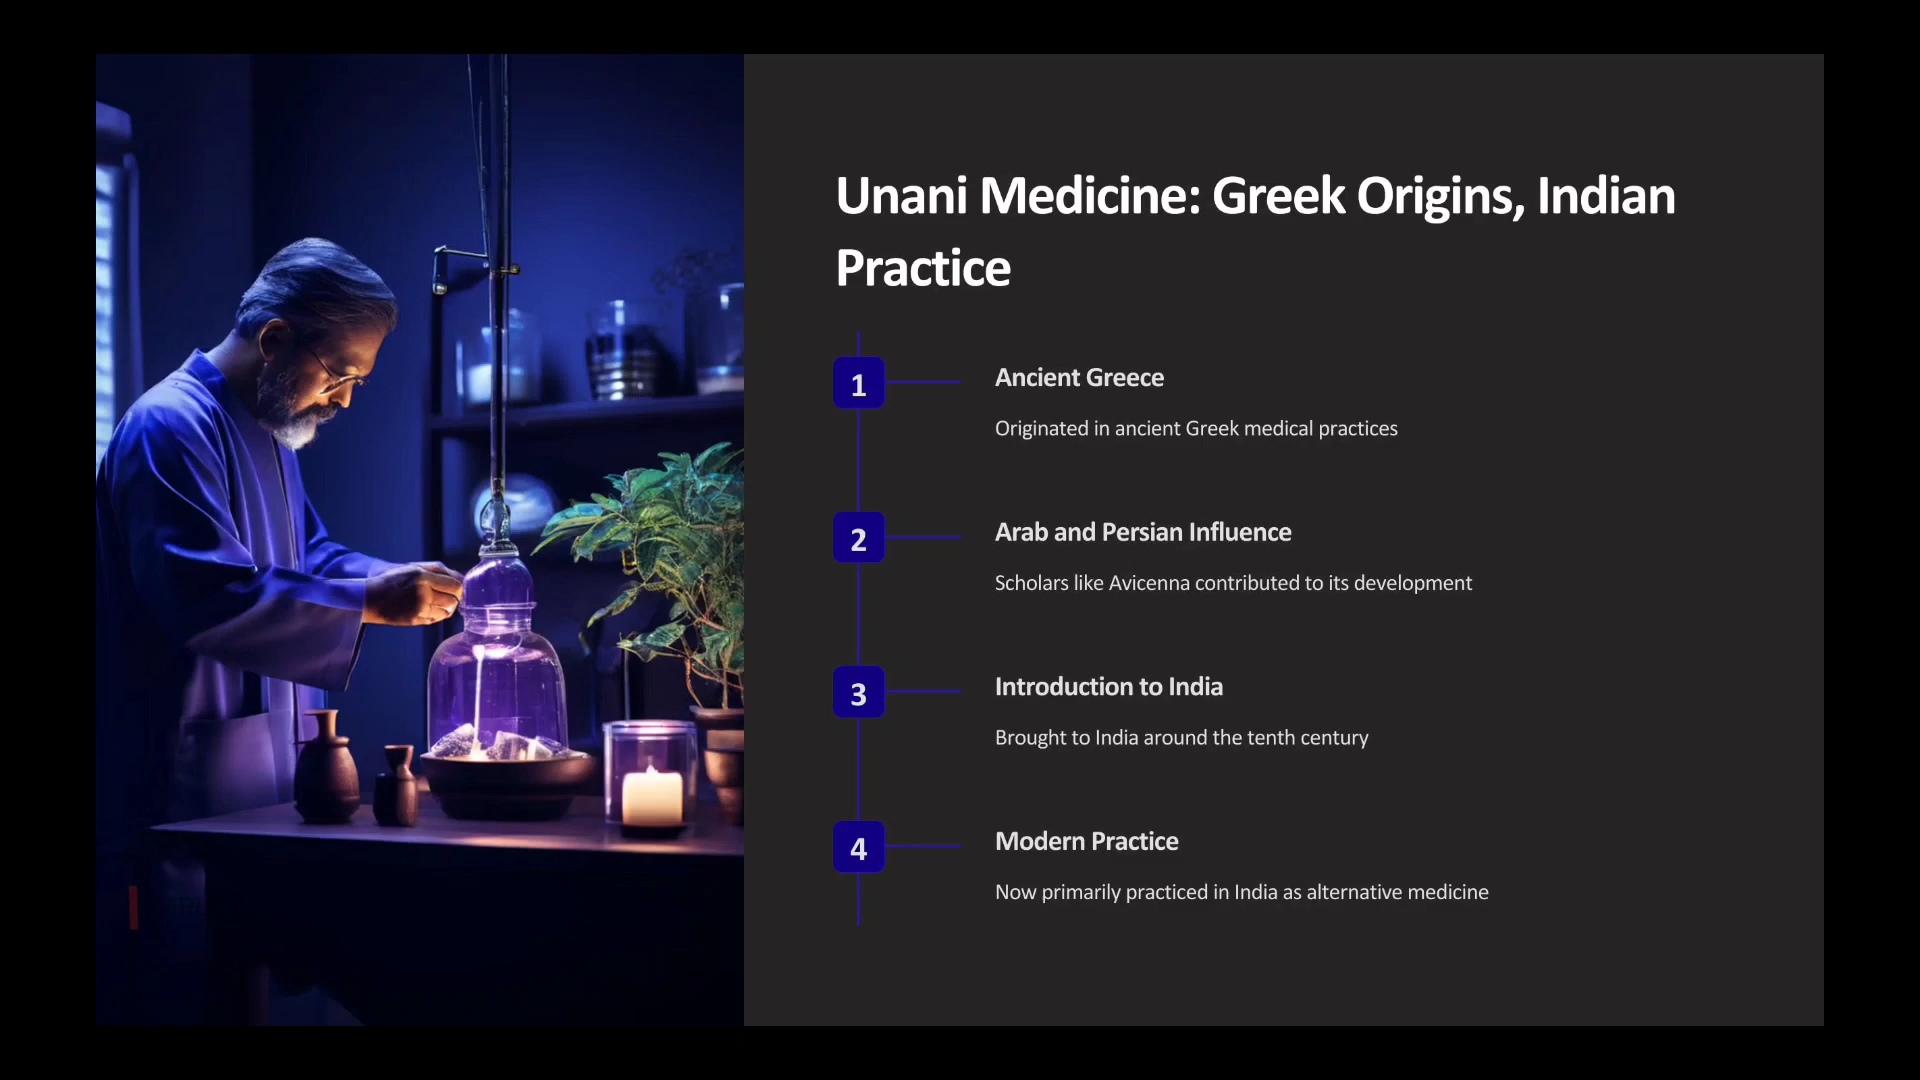 Unani Medicine: Greek Origins, Indian
Practice
1
Ancient Greece
Originated in ancient Greek medical practices
2
Arab and Persian Influence
Scholars like Avicenna contributed to its development
3
Introduction to India
Brought to India around the tenth century
4
Modern Practice
Now primarily practiced in India as alternative medicine